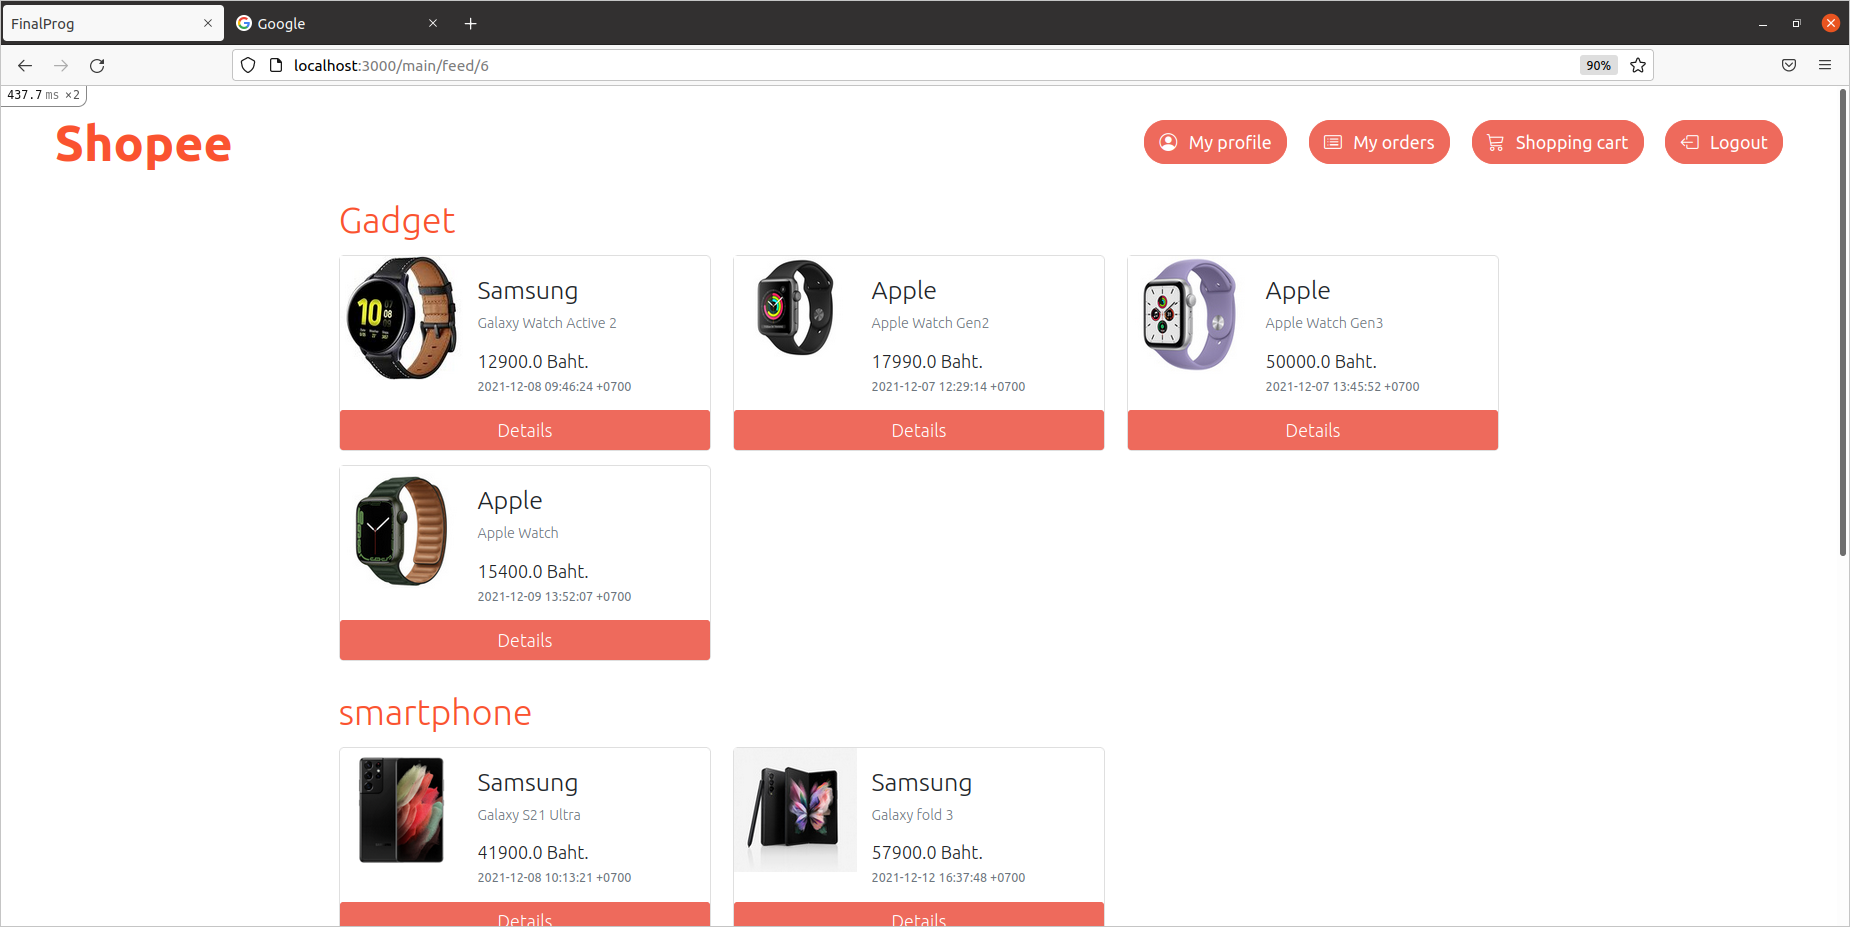 FinalProg
Google
localhost:3000/main/feed/6
90%
437.7 ms ×2
Shopee
My profile
My orders
Shopping cart
Logout
Gadget
Samsung
Galaxy Watch Active 2
12900.0 Baht.
2021-12-08 09:46:24 +0700
Details
Apple
Apple Watch Gen2
17990.0 Baht.
2021-12-07 12:29:14 +0700
Details
Apple
Apple Watch Gen3
50000.0 Baht.
2021-12-07 13:45:52 +0700
Details
Apple
Apple Watch
15400.0 Baht.
2021-12-09 13:52:07 +0700
Details
smartphone
Samsung
Galaxy S21 Ultra
41900.0 Baht.
2021-12-08 10:13:21 +0700
Details
Samsung
Galaxy fold 3
57900.0 Baht.
2021-12-12 16:37:48 +0700
Details